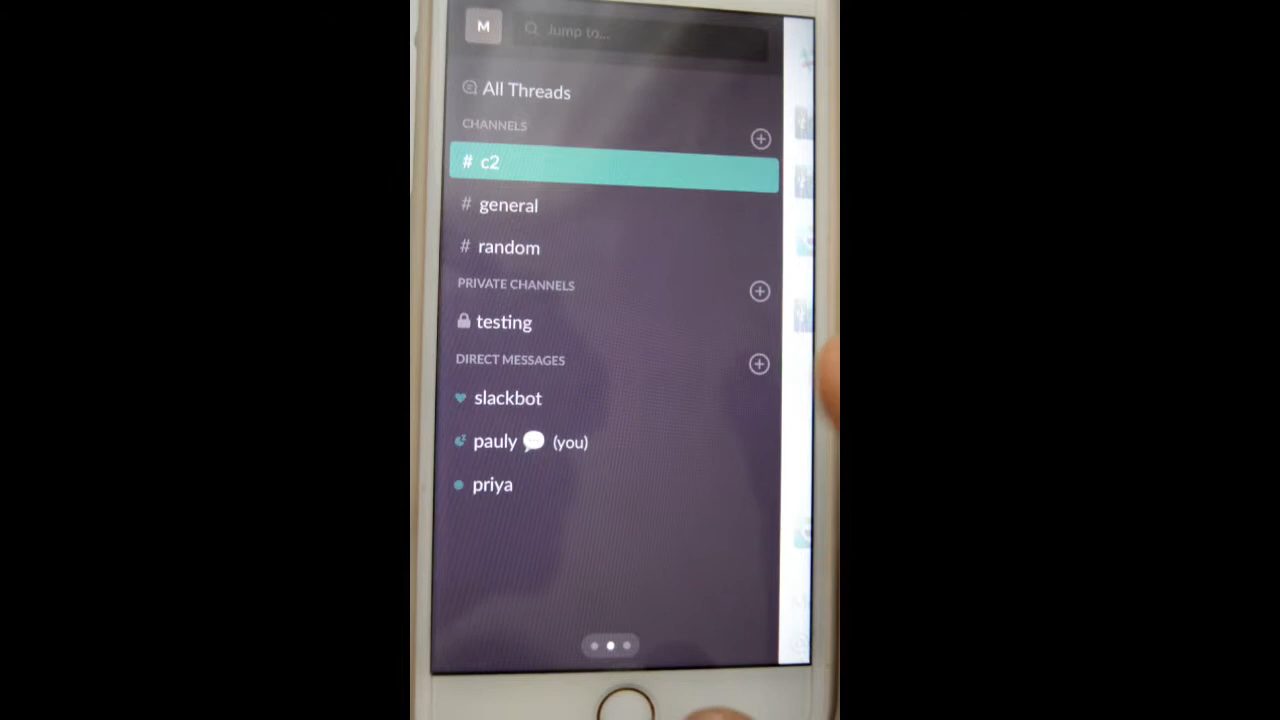 M
Jump to...
All Threads
CHANNELS
# c2
# general
# random
PRIVATE CHANNELS
testing
DIRECT MESSAGES
slackbot
pauly 💬 (you)
priya